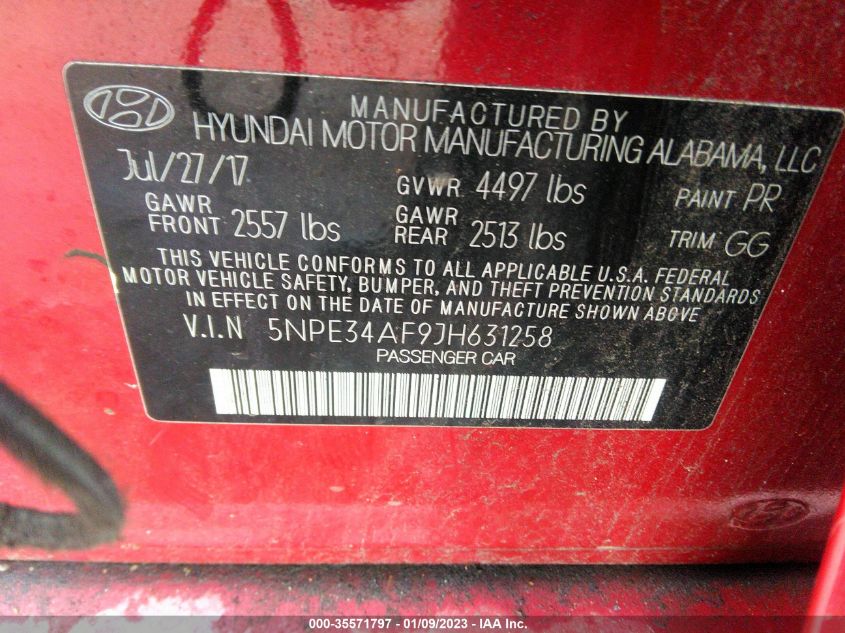 MANUFACTURED BY
HYUNDAI MOTOR MANUFACTURING ALABAMA, LLC
Jul/27/17 GVWR 4497 lbs PAINT PR
GAWR FRONT 2557 lbs GAWR REAR 2513 lbs TRIM GG
THIS VEHICLE CONFORMS TO ALL APPLICABLE U.S.A. FEDERAL
MOTOR VEHICLE SAFETY, BUMPER, AND THEFT PREVENTION STANDARDS
IN EFFECT ON THE DATE OF MANUFACTURE SHOWN ABOVE.
V.I.N 5NPE34AF9JH631258
PASSENGER CAR
000-35571797 - 01/09/2023 - IAA Inc.